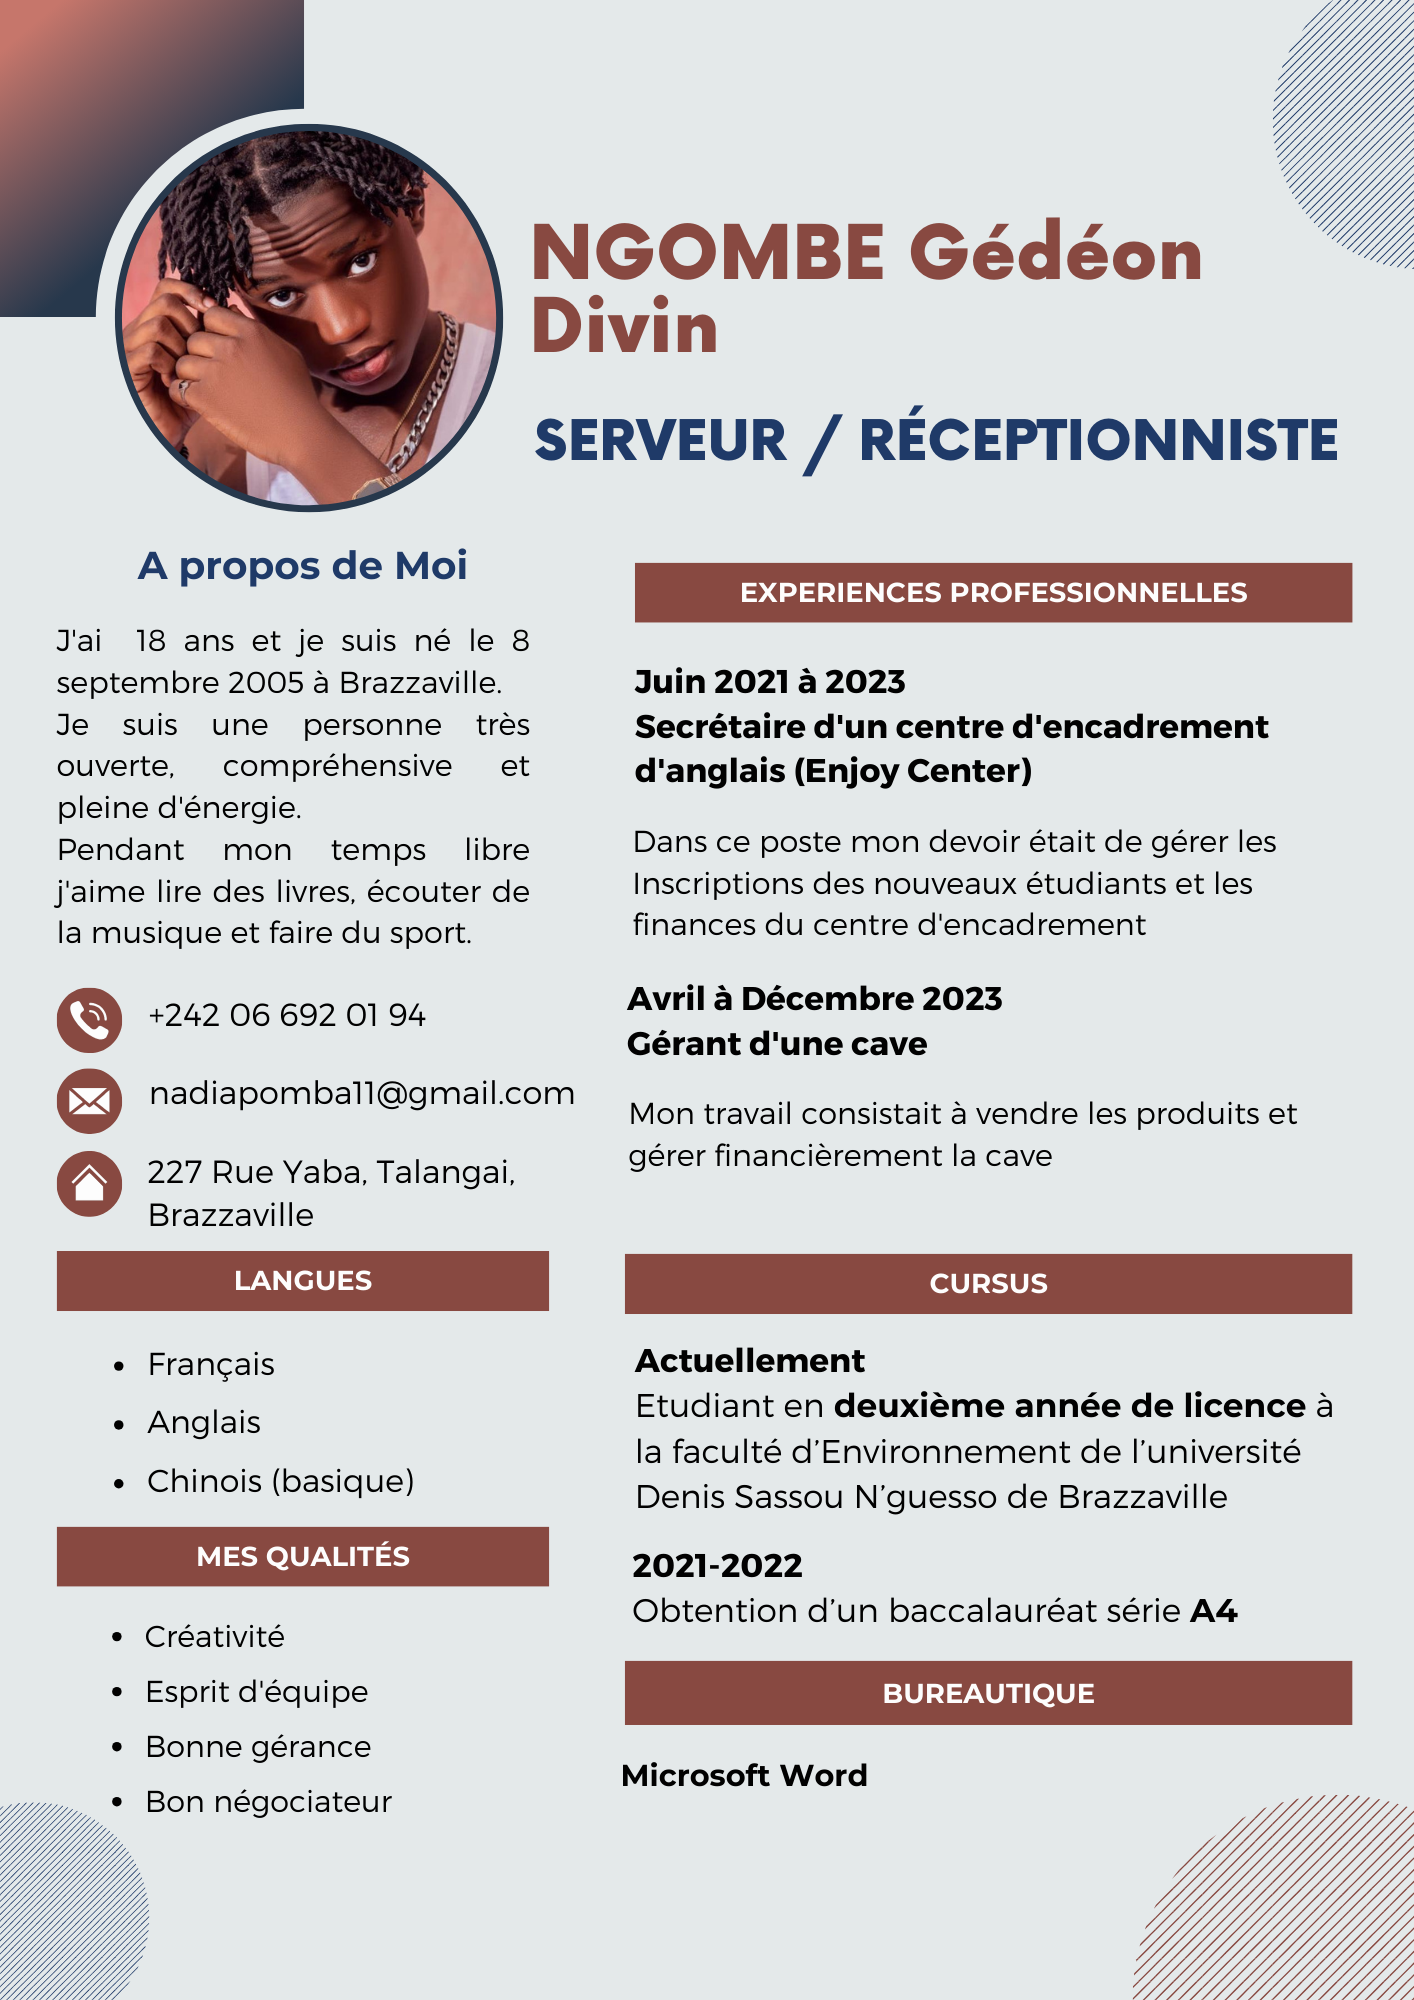 NGOMBE Gédéon
Divin
SERVEUR / RÉCEPTIONNISTE
A propos de Moi
J'ai 18 ans et je suis né le 8
septembre 2005 à Brazzaville.
Je suis une personne très
ouverte, compréhensive et
pleine d'énergie.
Pendant mon temps libre
j'aime lire des livres, écouter de
la musique et faire du sport.
+242 06 692 01 94
nadiapomba11@gmail.com
227 Rue Yaba, Talangai,
Brazzaville
LANGUES
Français
Anglais
Chinois (basique)
MES QUALITÉS
Créativité
Esprit d'équipe
Bonne gérance
Bon négociateur
EXPERIENCES PROFESSIONNELLES
Juin 2021 à 2023
Secrétaire d'un centre d'encadrement
d'anglais (Enjoy Center)
Dans ce poste mon devoir était de gérer les
Inscriptions des nouveaux étudiants et les
finances du centre d'encadrement
Avril à Décembre 2023
Gérant d'une cave
Mon travail consistait à vendre les produits et
gérer financièrement la cave
CURSUS
Actuellement
Etudiant en deuxième année de licence à
la faculté d’Environnement de l’université
Denis Sassou N’guesso de Brazzaville
2021-2022
Obtention d’un baccalauréat série A4
BUREAUTIQUE
Microsoft Word